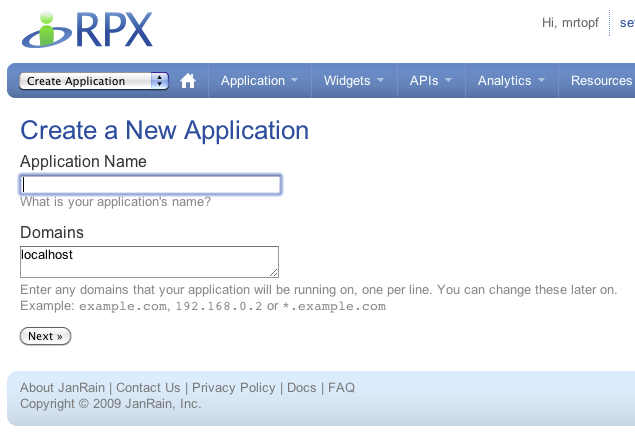 RPX
Hi, mrtopf
Create Application
Application
Widgets
APIs
Analytics
Resources
Create a New Application
Application Name
What is your application's name?
Domains
localhost
Enter any domains that your application will be running on, one per line. You can change these later on.
Example: example.com, 192.168.0.2 or *.example.com
Next »
About JanRain | Contact Us | Privacy Policy | Docs | FAQ
Copyright © 2009 JanRain, Inc.